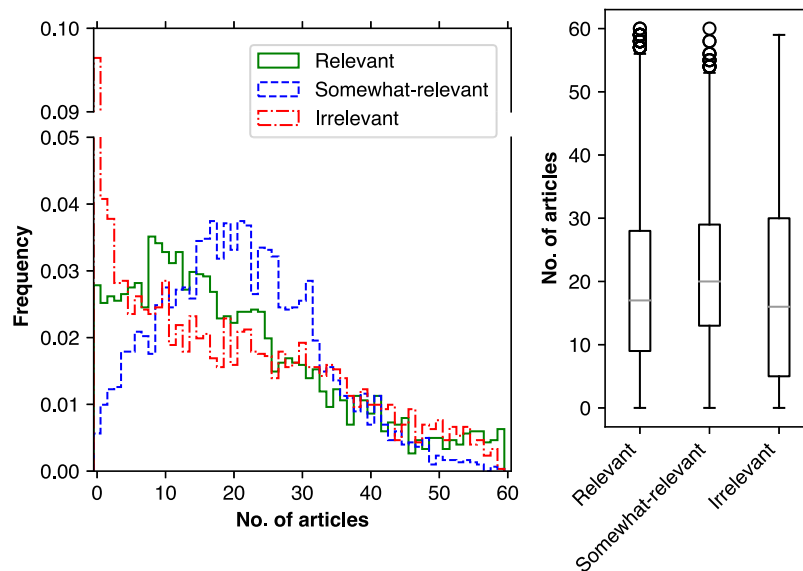 0.10
0.09
0.05
0.04
0.03
0.02
0.01
0.00
Frequency
0 10 20 30 40 50 60
No. of articles
Relevant
Somewhat-relevant
Irrelevant
60
50
40
30
20
10
0
No. of articles
Relevant
Somewhat-relevant
Irrelevant